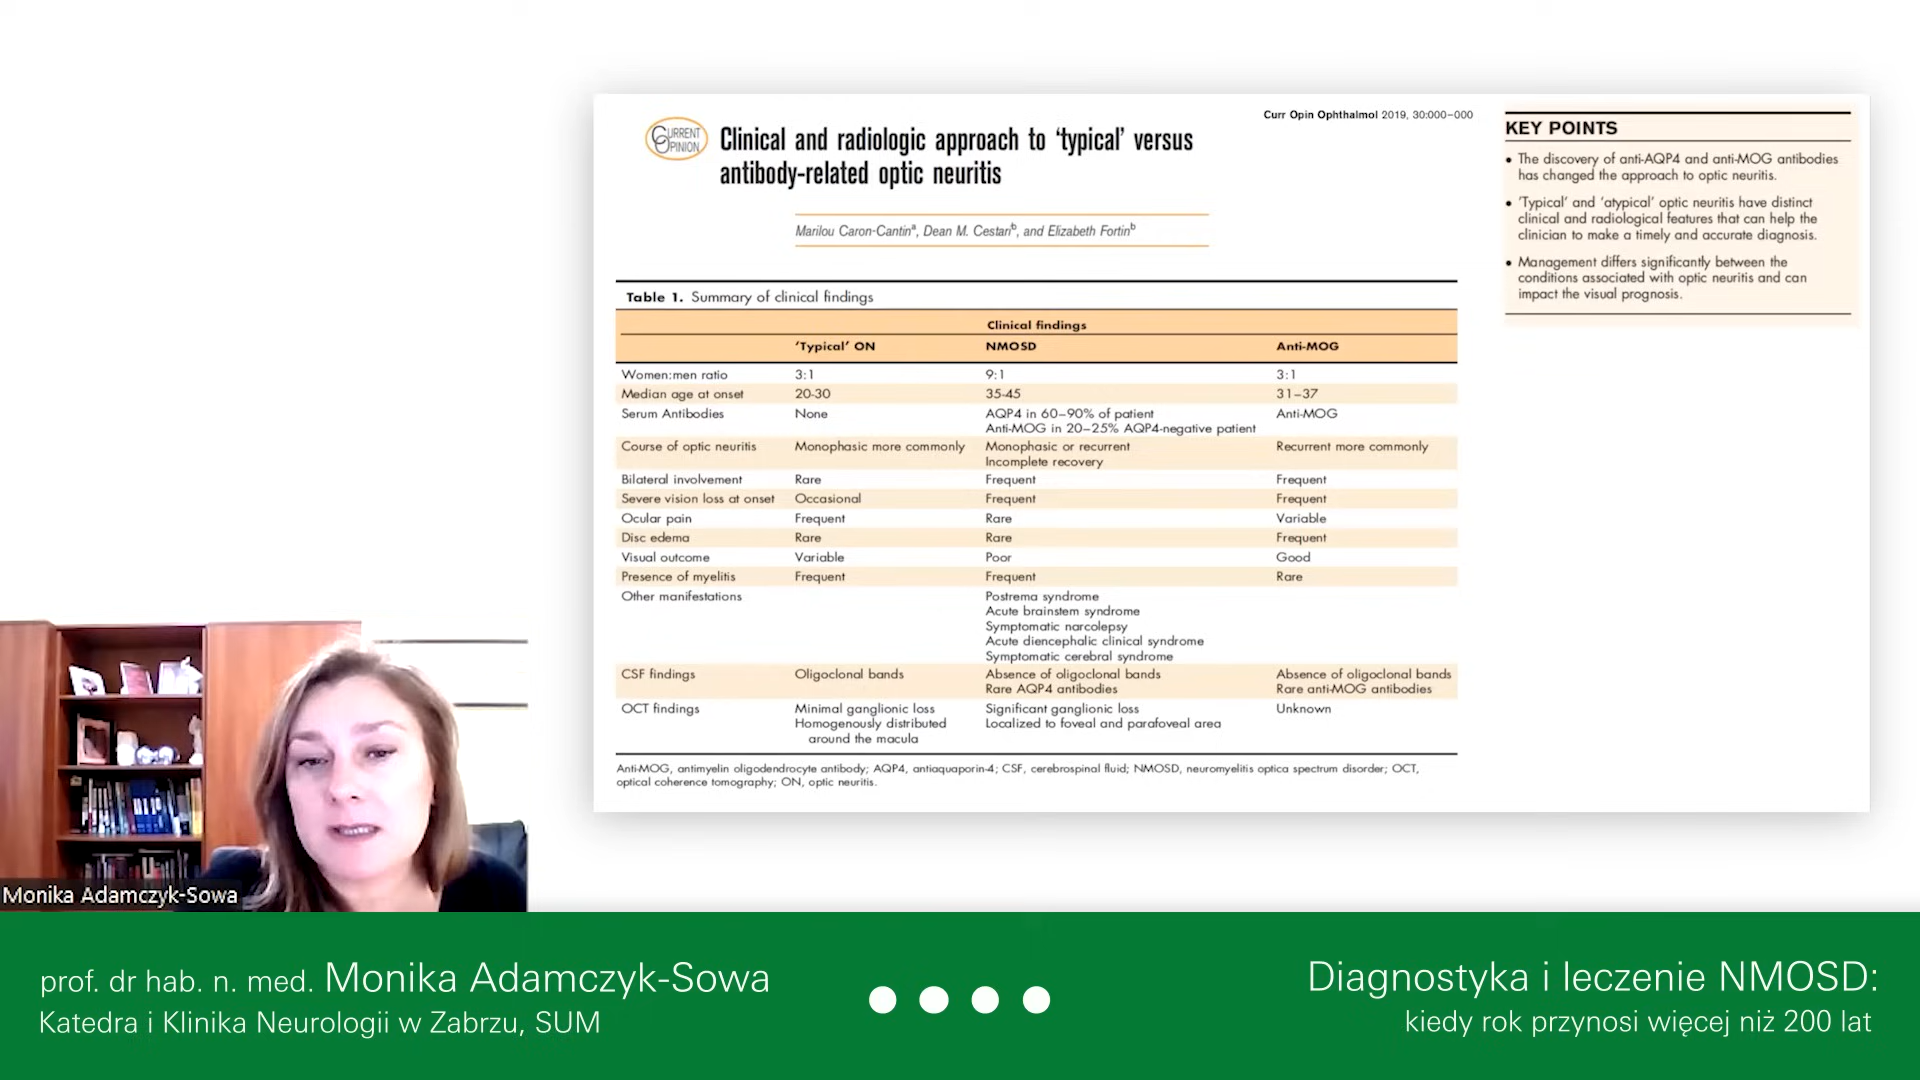 CURRENT
OPINION
Clinical and radiologic approach to ‘typical’ versus
antibody-related optic neuritis
Curr Opin Ophthalmol 2019, 30:000–000
Marilou Caron-Cantinª, Dean M. Cestariᵇ, and Elizabeth Fortinᵇ
KEY POINTS
• The discovery of anti-AQP4 and anti-MOG antibodies
has changed the approach to optic neuritis.
• ‘Typical’ and ‘atypical’ optic neuritis have distinct
clinical and radiological features that can help the
clinician to make a timely and accurate diagnosis.
• Management differs significantly between the
conditions associated with optic neuritis and can
impact the visual prognosis.
Table 1. Summary of clinical findings
Clinical findings
‘Typical’ ON NMOSD Anti-MOG
Women:men ratio 3:1 9:1 3:1
Median age at onset 20-30 35-45 31–37
Serum Antibodies None AQP4 in 60–90% of patient Anti-MOG
Anti-MOG in 20–25% AQP4-negative patient
Course of optic neuritis Monophasic more commonly Monophasic or recurrent Recurrent more commonly
Incomplete recovery
Bilateral involvement Rare Frequent Frequent
Severe vision loss at onset Occasional Frequent Frequent
Ocular pain Frequent Rare Variable
Disc edema Rare Rare Frequent
Visual outcome Variable Poor Good
Presence of myelitis Frequent Frequent Rare
Other manifestations Postrema syndrome
Acute brainstem syndrome
Symptomatic narcolepsy
Acute diencephalic clinical syndrome
Symptomatic cerebral syndrome
CSF findings Oligoclonal bands Absence of oligoclonal bands Absence of oligoclonal bands
Rare AQP4 antibodies Rare anti-MOG antibodies
OCT findings Minimal ganglionic loss Significant ganglionic loss Unknown
Homogenously distributed Localized to foveal and parafoveal area
around the macula
Anti-MOG, antimyelin oligodendrocyte antibody; AQP4, antiaquaporin-4; CSF, cerebrospinal fluid; NMOSD, neuromyelitis optica spectrum disorder; OCT,
optical coherence tomography; ON, optic neuritis.
Monika Adamczyk-Sowa
prof. dr hab. n. med. Monika Adamczyk-Sowa
Katedra i Klinika Neurologii w Zabrzu, SUM
Diagnostyka i leczenie NMOSD:
kiedy rok przynosi więcej niż 200 lat